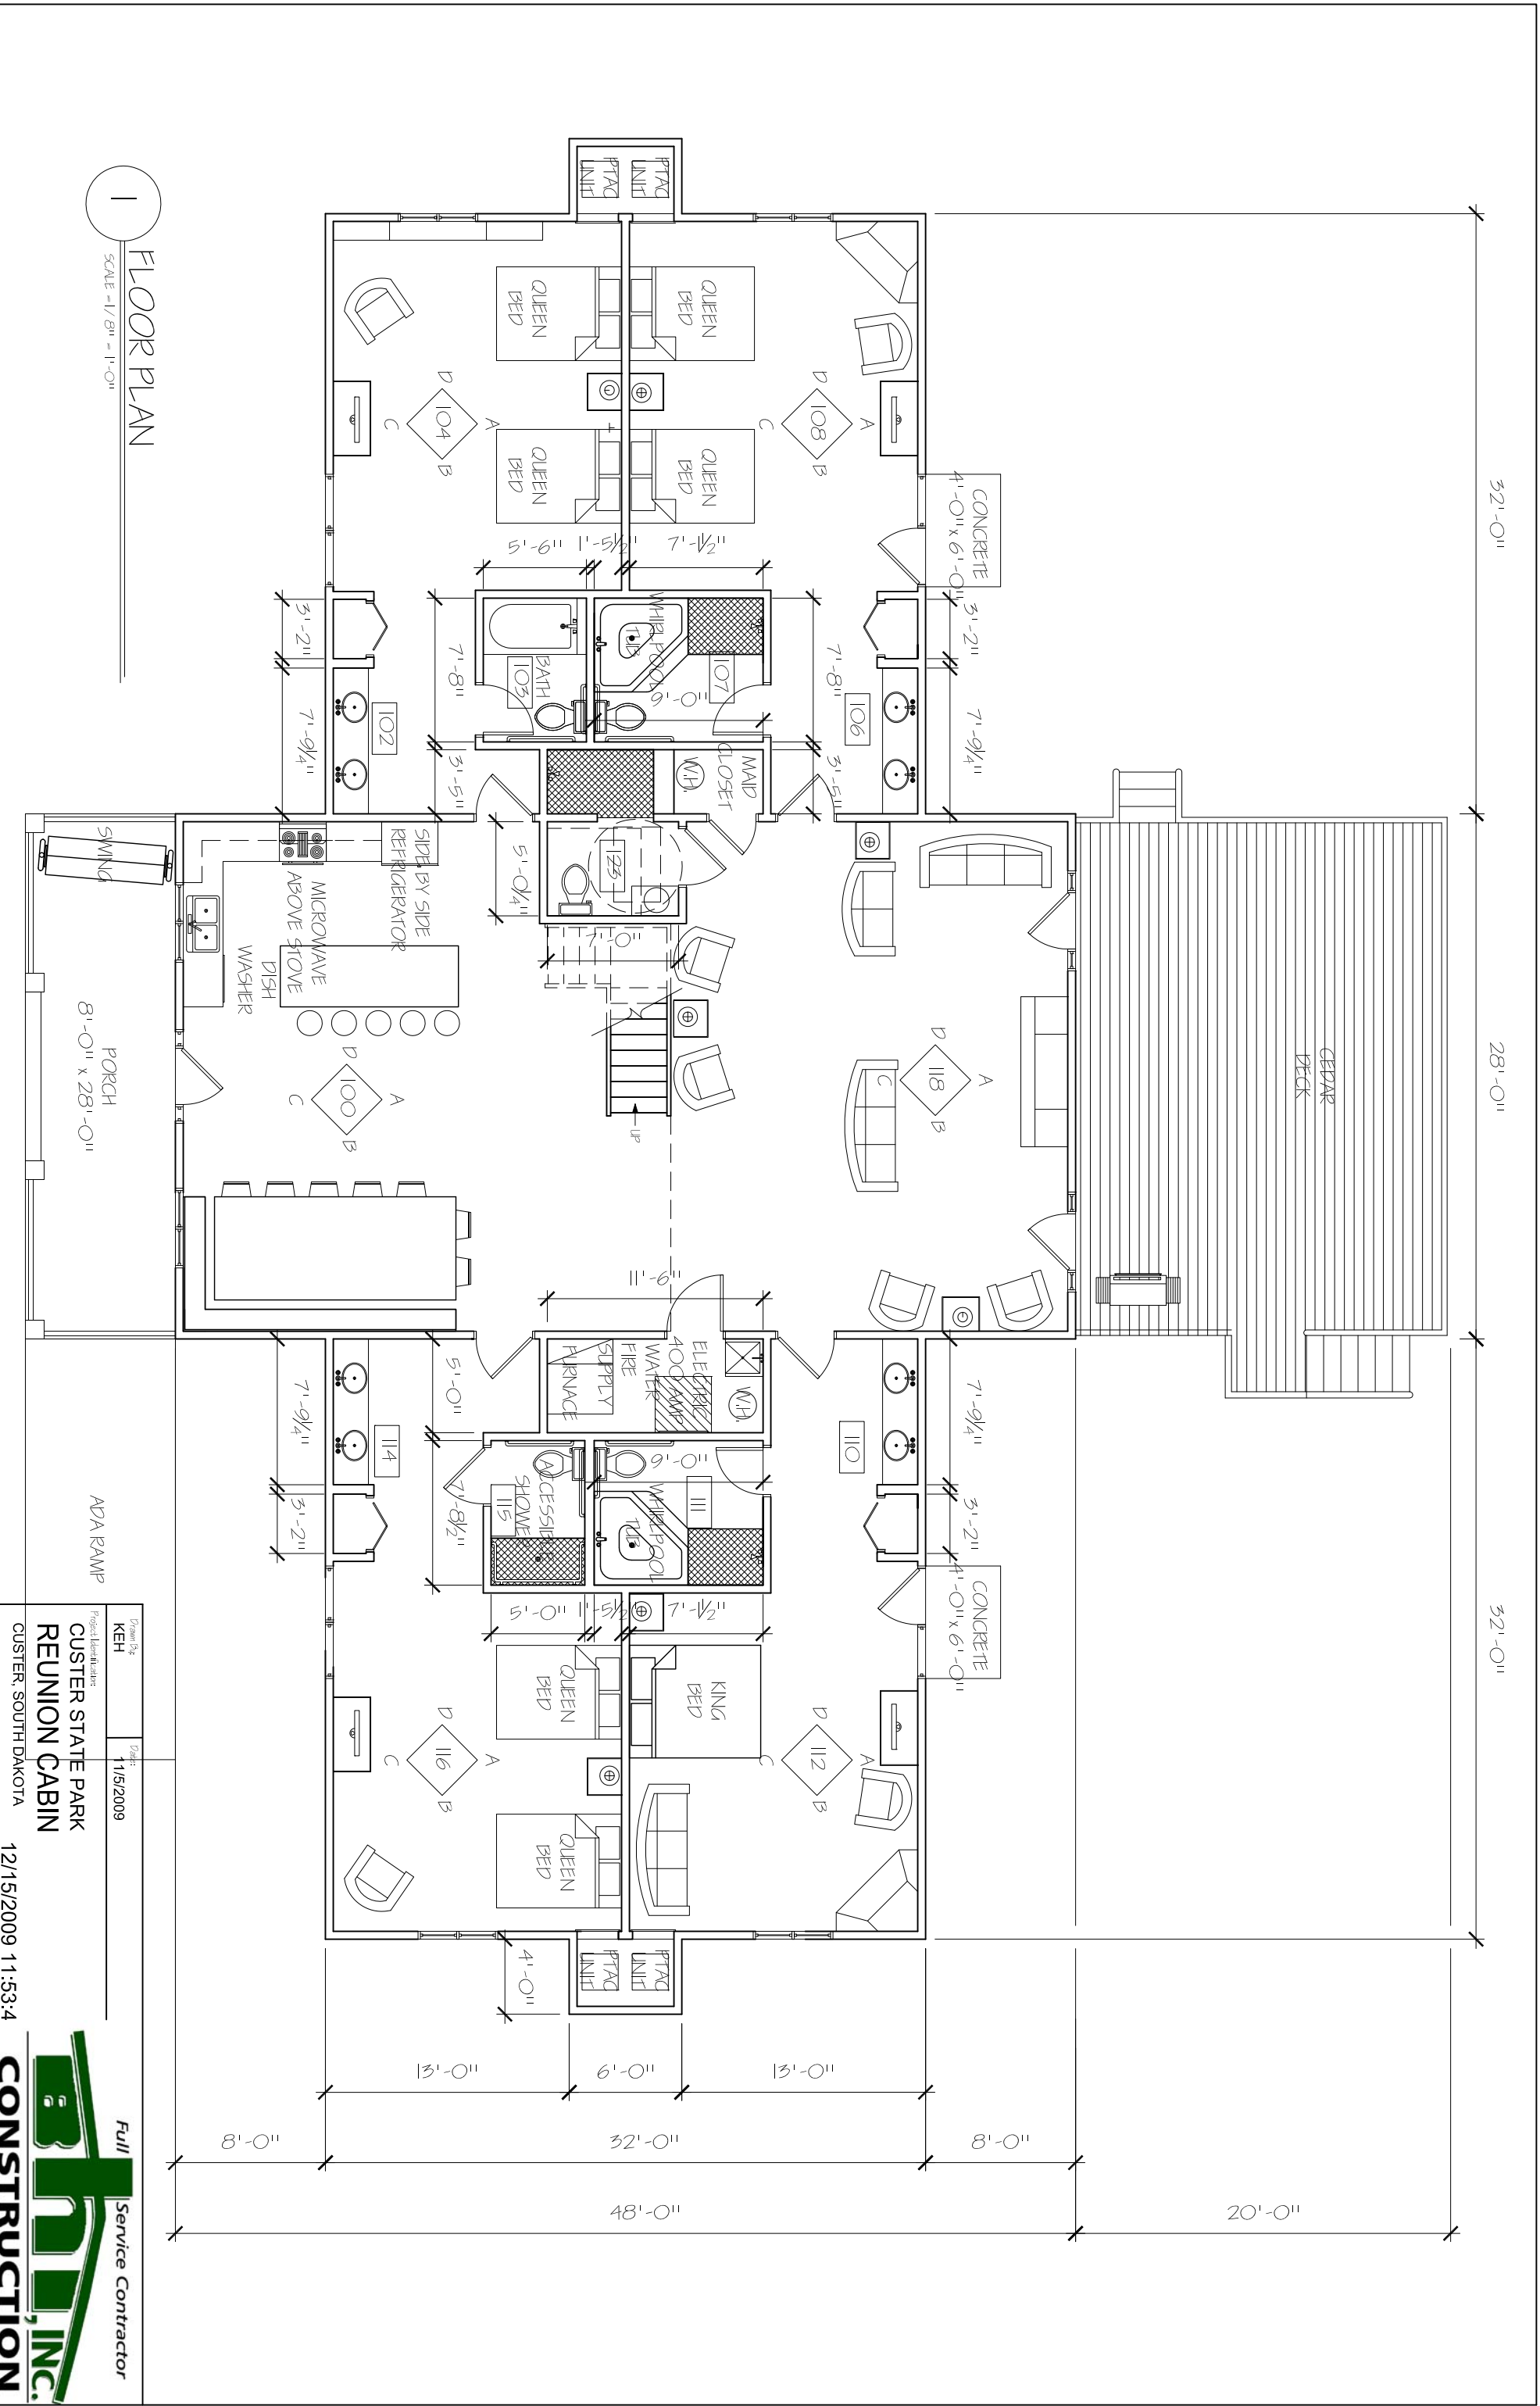 32'-0"
28'-0"
32'-0"
CEDAR
DECK
20'-0"
CONCRETE
4'-0" x 6'-0"
3'-2"
7'-9 1/4"
7'-9 1/4"
3'-2"
CONCRETE
4'-0" x 6'-0"
8'-0"
A
108
B
C
D
106
A
118
B
C
D
110
A
112
B
C
D
13'-0"
7'-8"
3'-5"
PTAC
UNIT
PTAC
UNIT
QUEEN
BED
QUEEN
BED
7'-1/2"
1'-5 1/2"
5'-6"
WHIRLPOOL
TUB
107
9'-0"
MAID
CLOSET
W.H.
ELECTRIC
400 AMP
W.H.
WATER
FIRE
SUPPLY
FURNACE
11'-6"
9'-0"
111
WHIRLPOOL
TUB
7'-1/2"
1'-5 1/2"
5'-0"
KING
BED
PTAC
UNIT
PTAC
UNIT
6'-0"
32'-0"
48'-0"
QUEEN
BED
QUEEN
BED
BATH
103
7'-8"
3'-5"
123
5'-0 1/4"
7'-0"
UP
5'-0"
7'-8 1/2"
ACCESSIBLE
SHOWER
115
QUEEN
BED
QUEEN
BED
4'-0"
13'-0"
A
104
B
C
D
102
SIDE BY SIDE
REFRIGERATOR
MICROWAVE
ABOVE STOVE
DISH
WASHER
A
100
B
C
D
114
A
116
B
C
D
3'-2"
7'-9 1/4"
7'-9 1/4"
3'-2"
8'-0"
SWING
PORCH
8'-0" x 28'-0"
ADA RAMP
1
FLOOR PLAN
SCALE = 1/8" = 1'-0"
Drawn By:
KEH
Date:
11/5/2009
Project Identification:
CUSTER STATE PARK
REUNION CABIN
CUSTER, SOUTH DAKOTA
12/15/2009 11:53:4
Full Service Contractor
, INC.
CONSTRUCTION